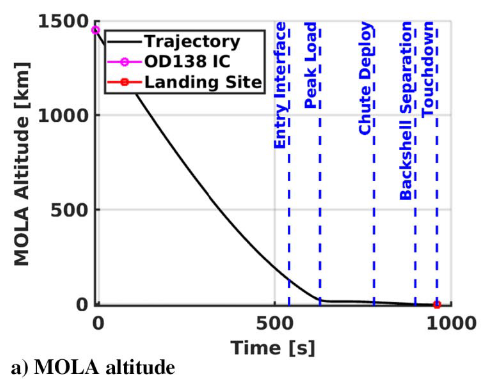 1500
1000
500
0
MOLA Altitude [km]
Trajectory
OD138 IC
Landing Site
Entry Interface
Peak Load
Chute Deploy
Backshell Separation
Touchdown
0
500
1000
Time [s]
a) MOLA altitude